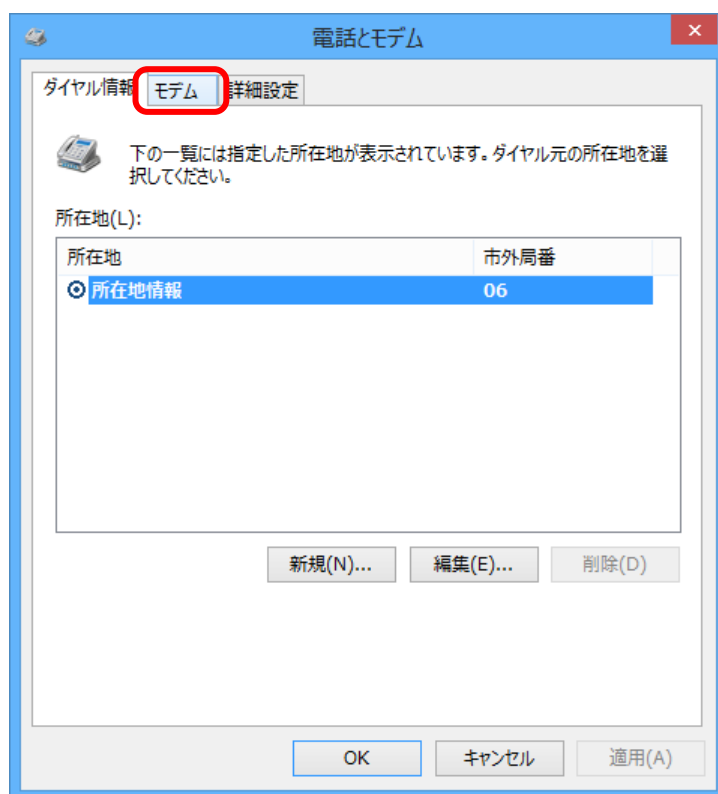 電話とモデム
ダイヤル情報 モデム 詳細設定
下の一覧には指定した所在地が表示されています。ダイヤル元の所在地を選
択してください。
所在地(L):
所在地 市外局番
所在地情報 06
新規(N)... 編集(E)... 削除(D)
OK キャンセル 適用(A)